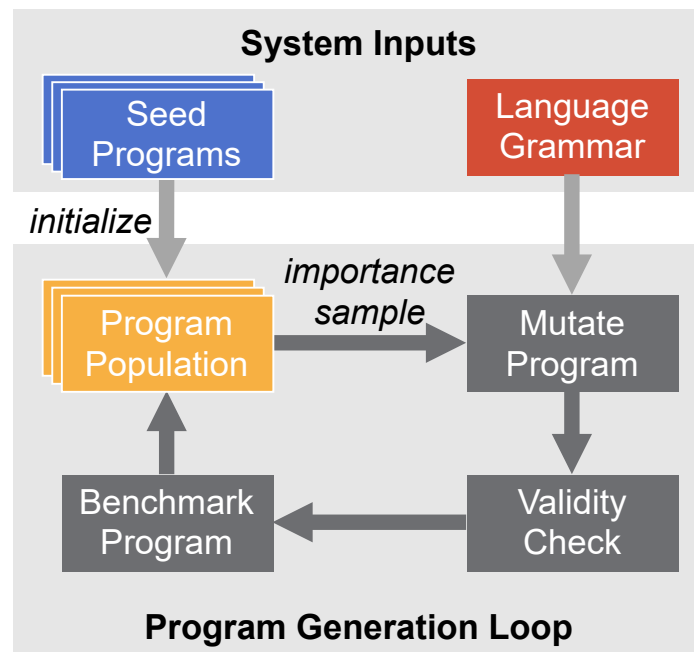 System Inputs
Seed
Programs
Language
Grammar
initialize
importance
sample
Program
Population
Mutate
Program
Benchmark
Program
Validity
Check
Program Generation Loop